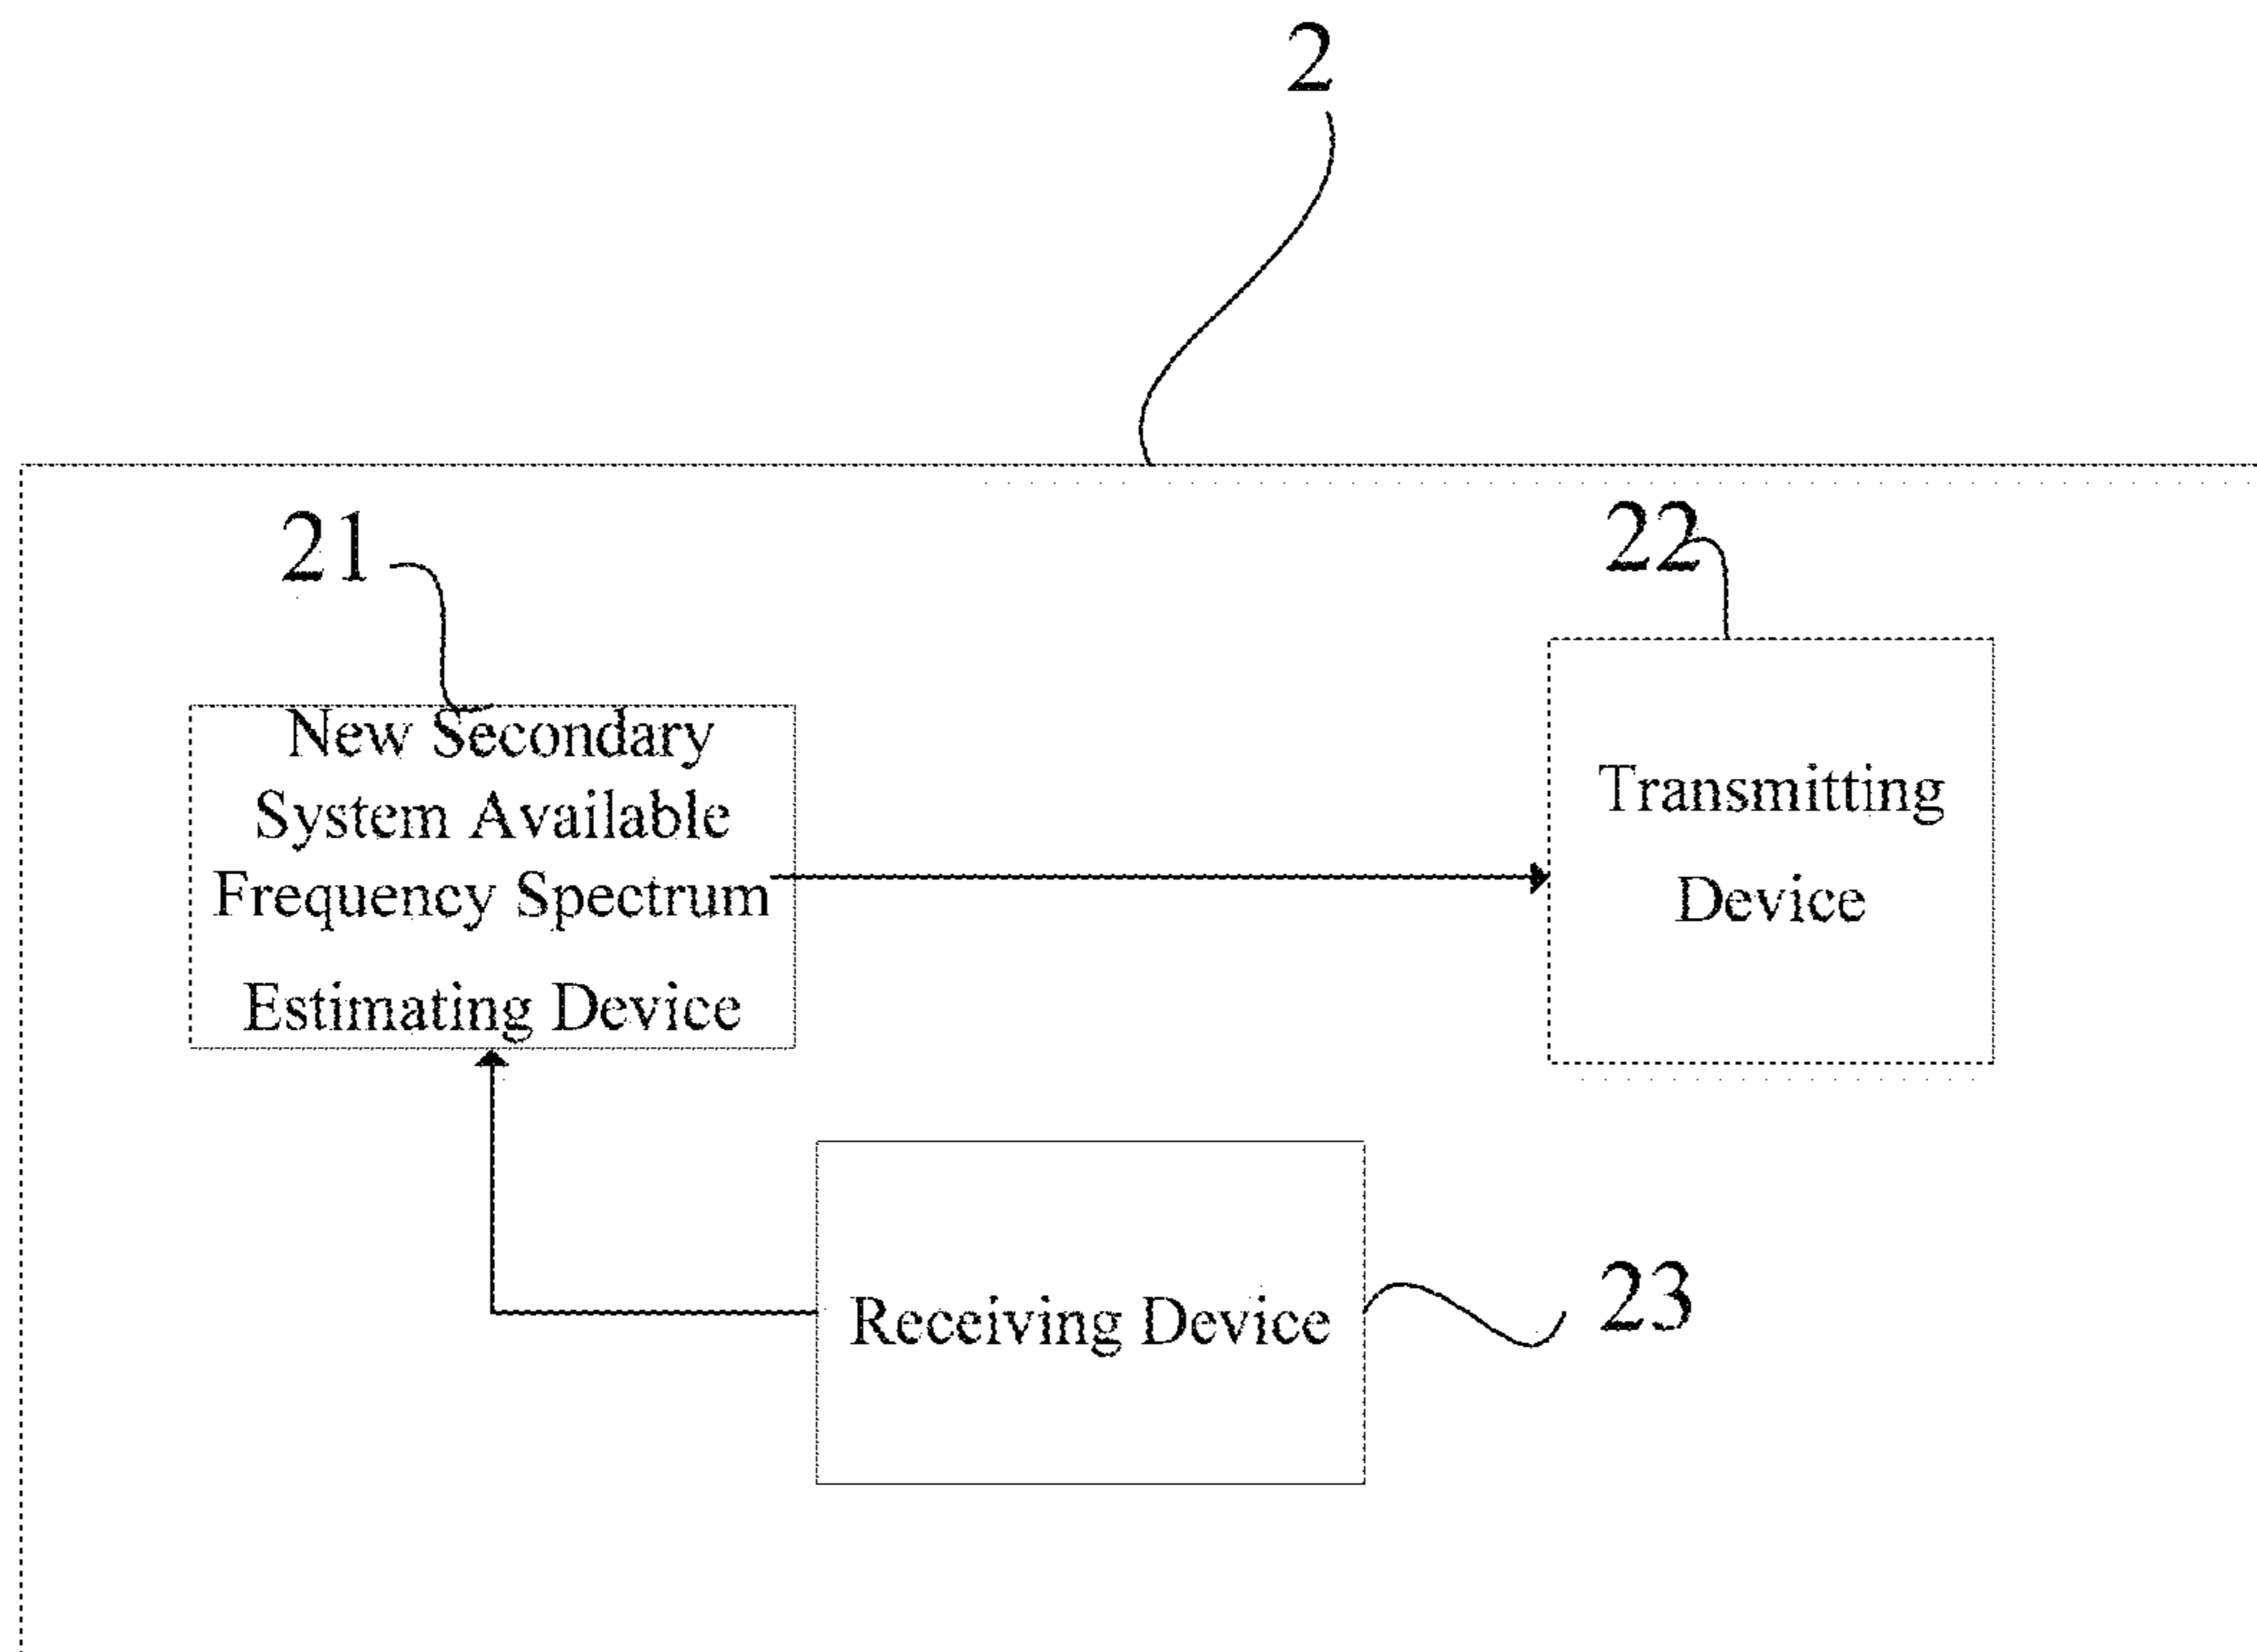 2
21
22
New Secondary
System Available
Frequency Spectrum
Estimating Device
Transmitting
Device
Receiving Device
23